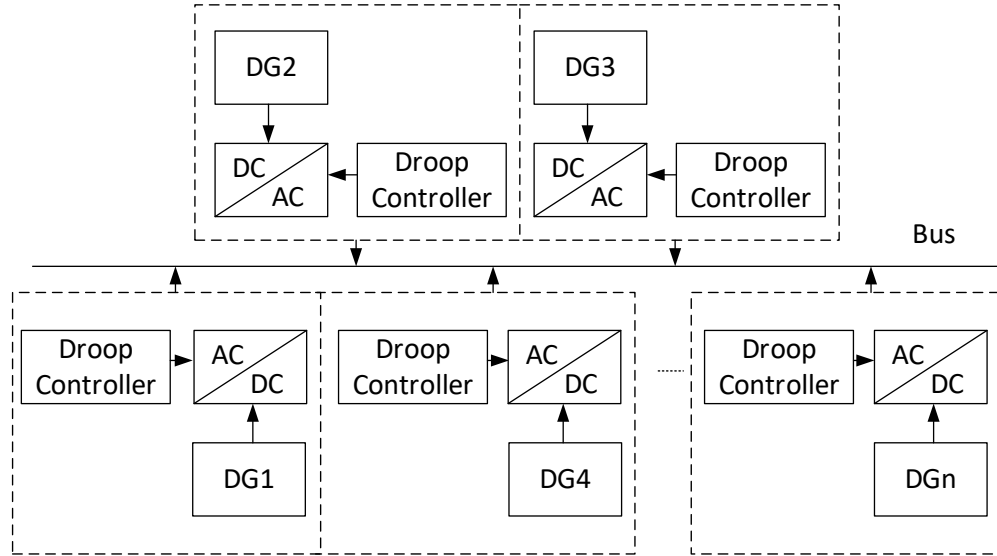 DG2
DG3
DC
AC
Droop
Controller
DC
AC
Droop
Controller
Bus
Droop
Controller
AC
DC
Droop
Controller
AC
DC
Droop
Controller
AC
DC
DG1
DG4
DGn